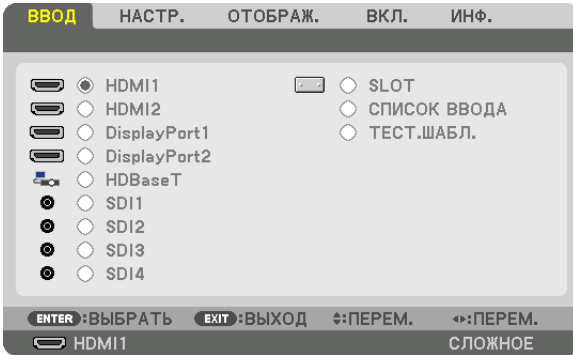 ВВОД НАСТР. ОТОБРАЖ. ВКЛ. ИНФ.
HDMI1 SLOT
HDMI2 СПИСОК ВВОДА
DisplayPort1 ТЕСТ.ШАБЛ.
DisplayPort2
HDBaseT
SDI1
SDI2
SDI3
SDI4
ENTER :ВЫБРАТЬ EXIT :ВЫХОД :ПЕРЕМ. :ПЕРЕМ.
HDMI1 СЛОЖНОЕ